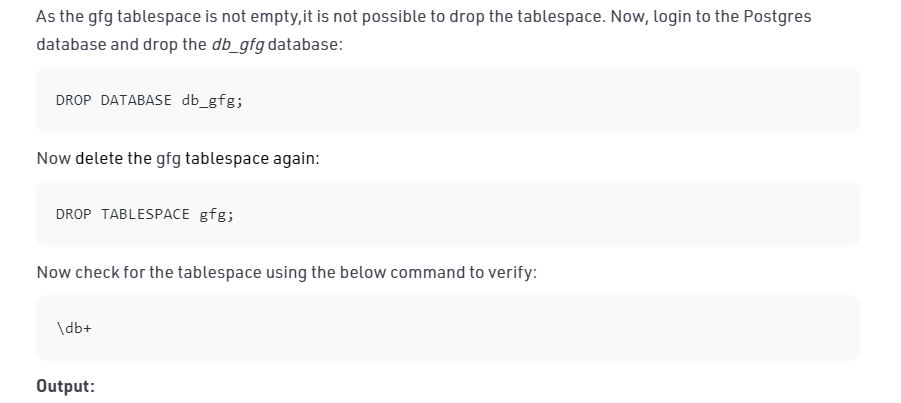 As the gfg tablespace is not empty,it is not possible to drop the tablespace. Now, login to the Postgres
database and drop the db_gfg database:
DROP DATABASE db_gfg;
Now delete the gfg tablespace again:
DROP TABLESPACE gfg;
Now check for the tablespace using the below command to verify:
\db+
Output: